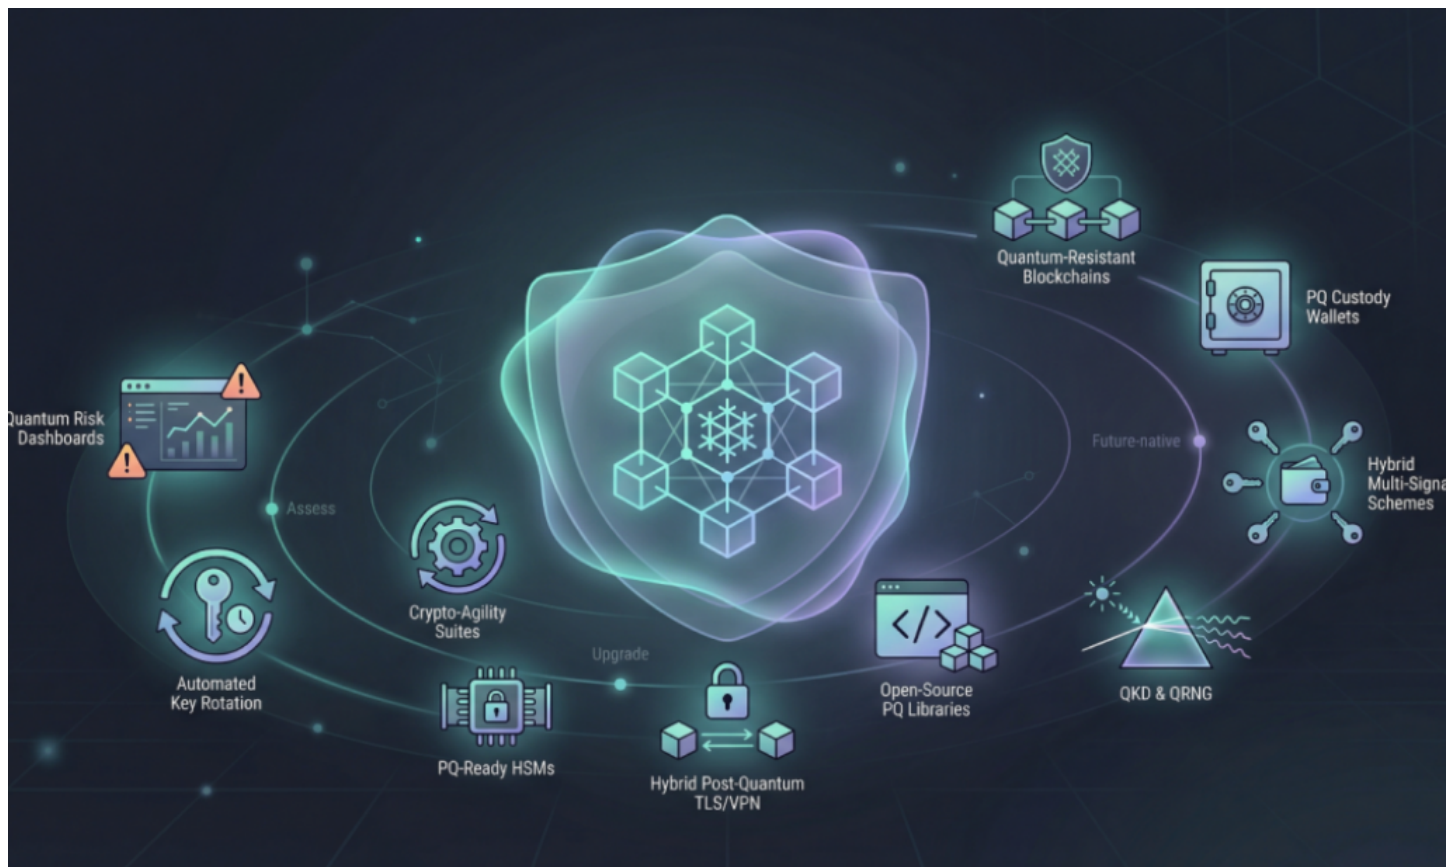 Quantum-Resistant
Blockchains
PQ Custody
Wallets
Quantum Risk
Dashboards
Future-native
Hybrid
Multi-Signa
Schemes
Assess
Crypto-Agility
Suites
Upgrade
Automated
Key Rotation
Open-Source
PQ Libraries
QKD & QRNG
PQ-Ready HSMs
Hybrid Post-Quantum
TLS/VPN